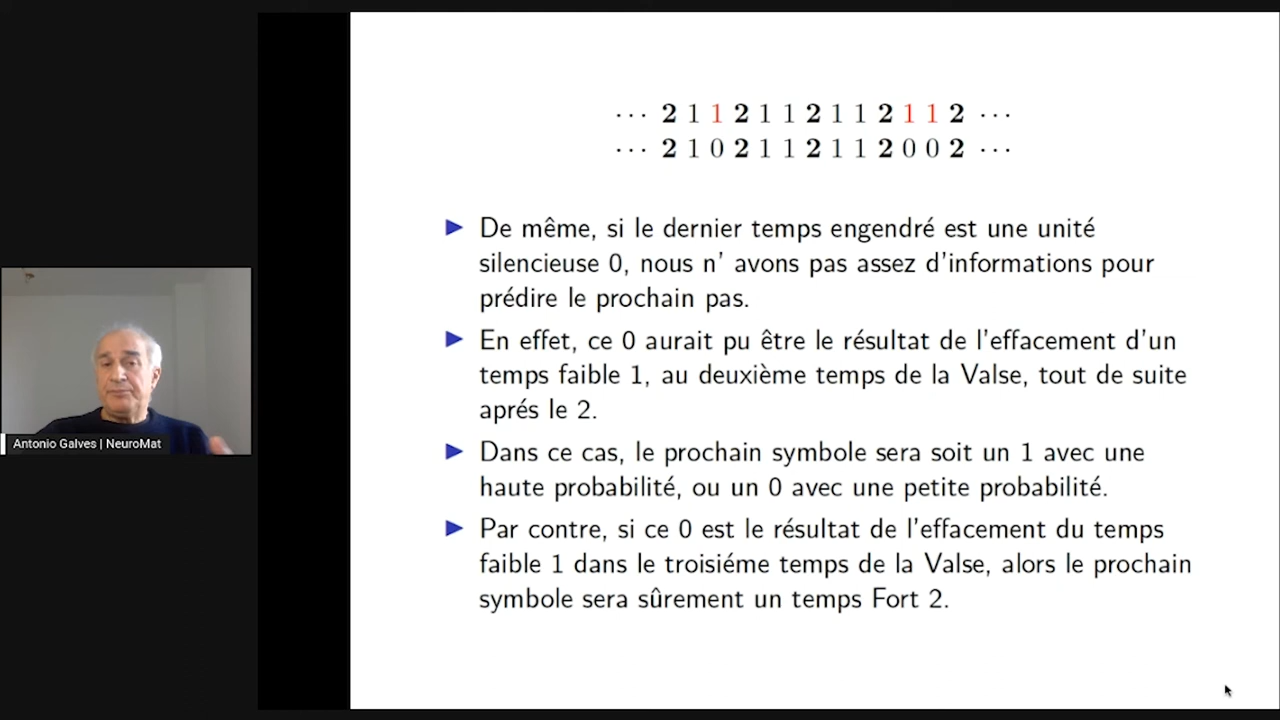 ··· 2 1 1 2 1 1 2 1 1 2 1 1 2 ···
··· 2 1 0 2 1 1 2 1 1 2 0 0 2 ···
► De même, si le dernier temps engendré est une unité
silencieuse 0, nous n' avons pas assez d'informations pour
prédire le prochain pas.
► En effet, ce 0 aurait pu être le résultat de l'effacement d'un
temps faible 1, au deuxième temps de la Valse, tout de suite
aprés le 2.
► Dans ce cas, le prochain symbole sera soit un 1 avec une
haute probabilité, ou un 0 avec une petite probabilité.
► Par contre, si ce 0 est le résultat de l'effacement du temps
faible 1 dans le troisiéme temps de la Valse, alors le prochain
symbole sera sûrement un temps Fort 2.
Antonio Galves | NeuroMat